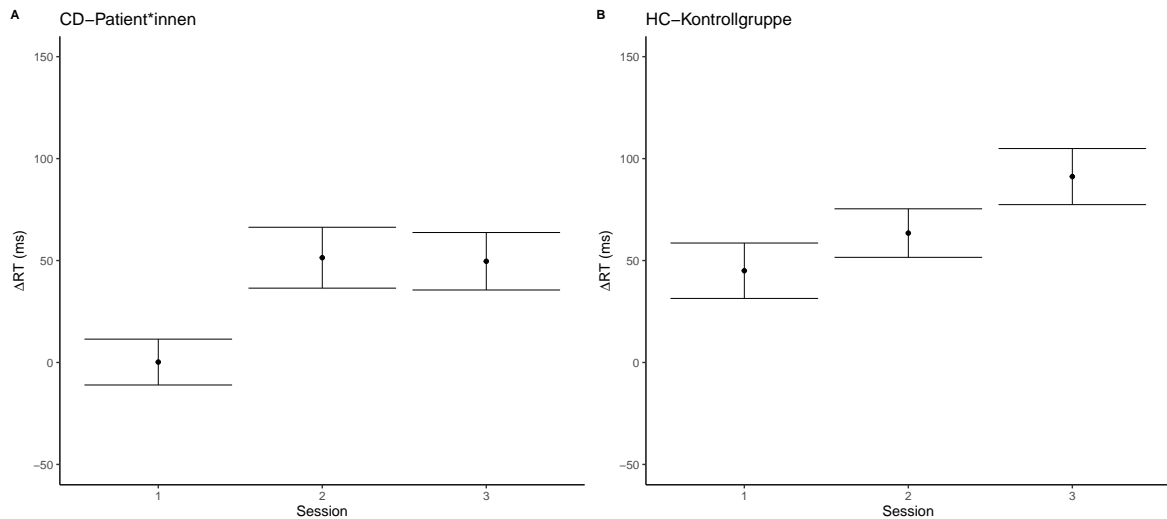 A
CD−Patient*innen
150
100
50
0
−50
ΔRT (ms)
1 2 3
Session
B
HC−Kontrollgruppe
150
100
50
0
−50
ΔRT (ms)
1 2 3
Session